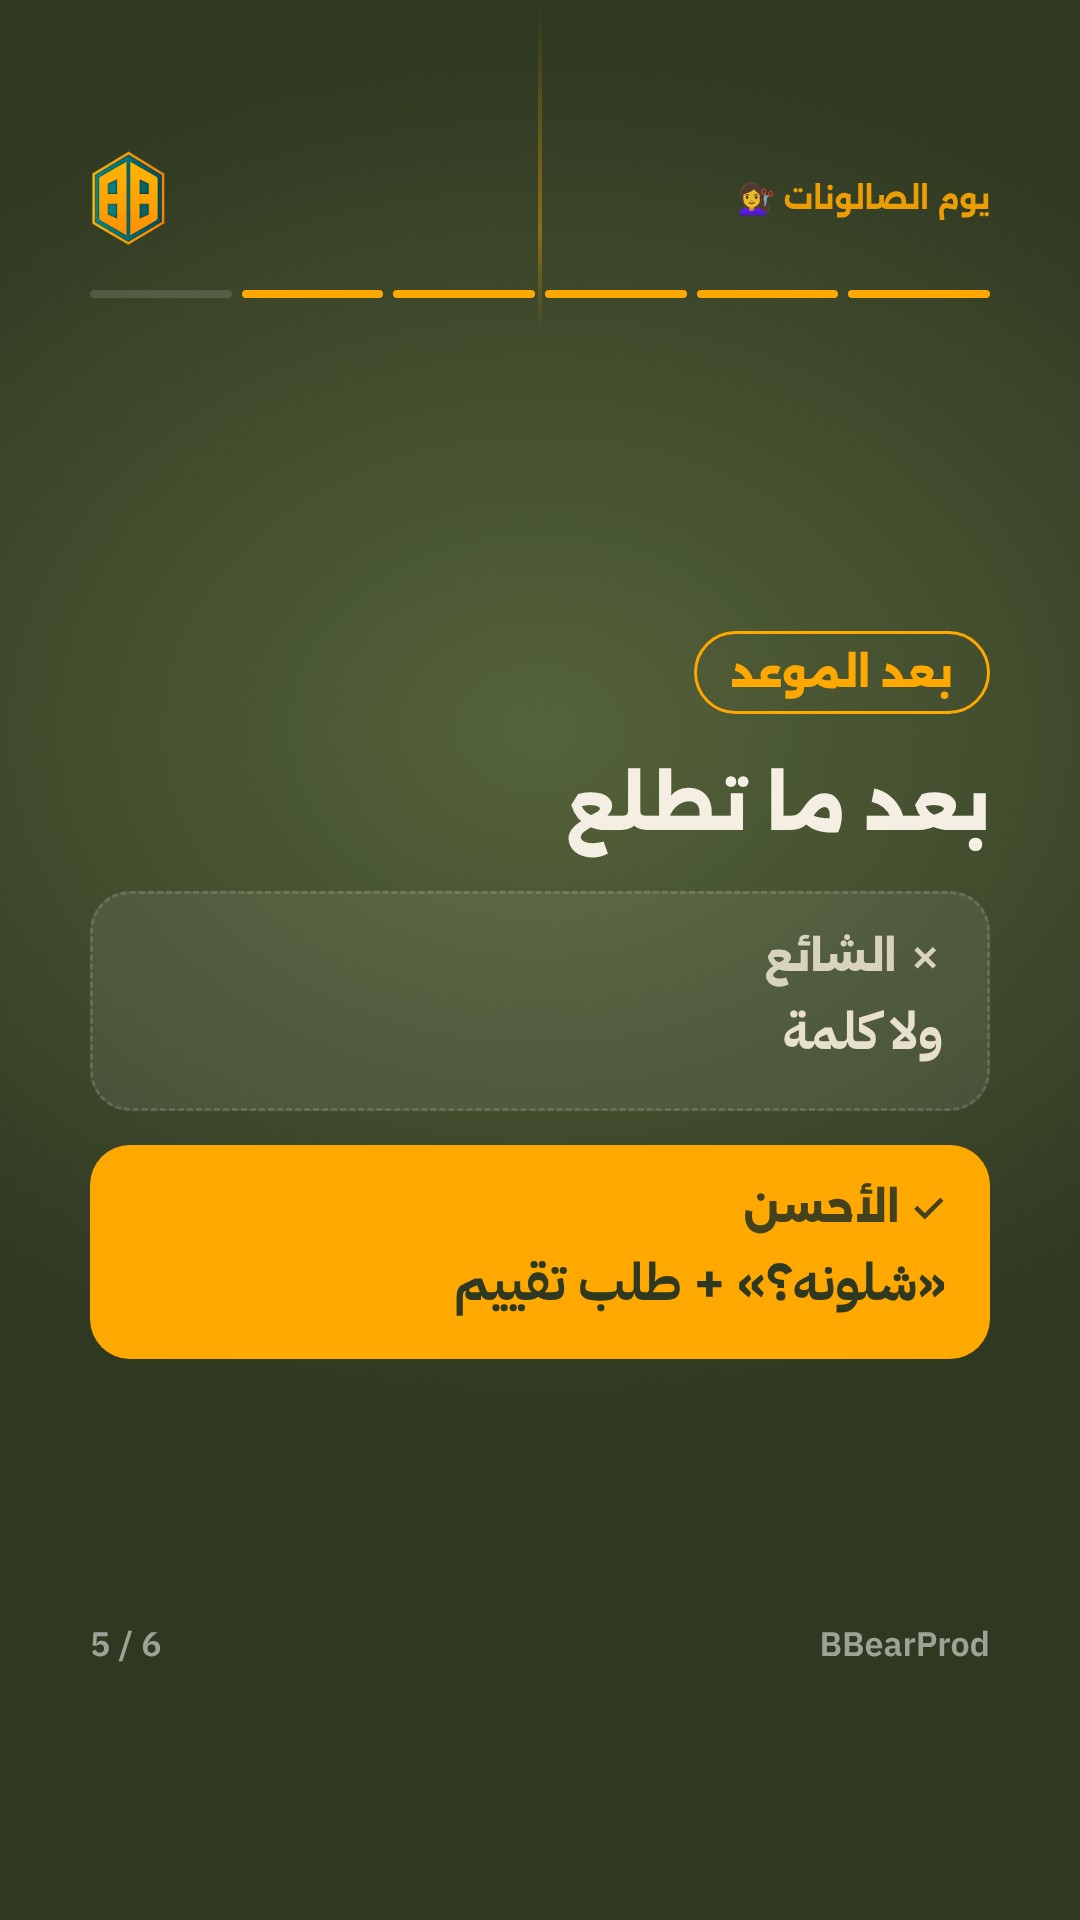 يوم الصالونات 💇‍♀️
بعد الموعد
بعد ما تطلع
× الشائع
ولا كلمة
✓ الأحسن
«شلونه؟» + طلب تقييم
BBearProd
5 / 6